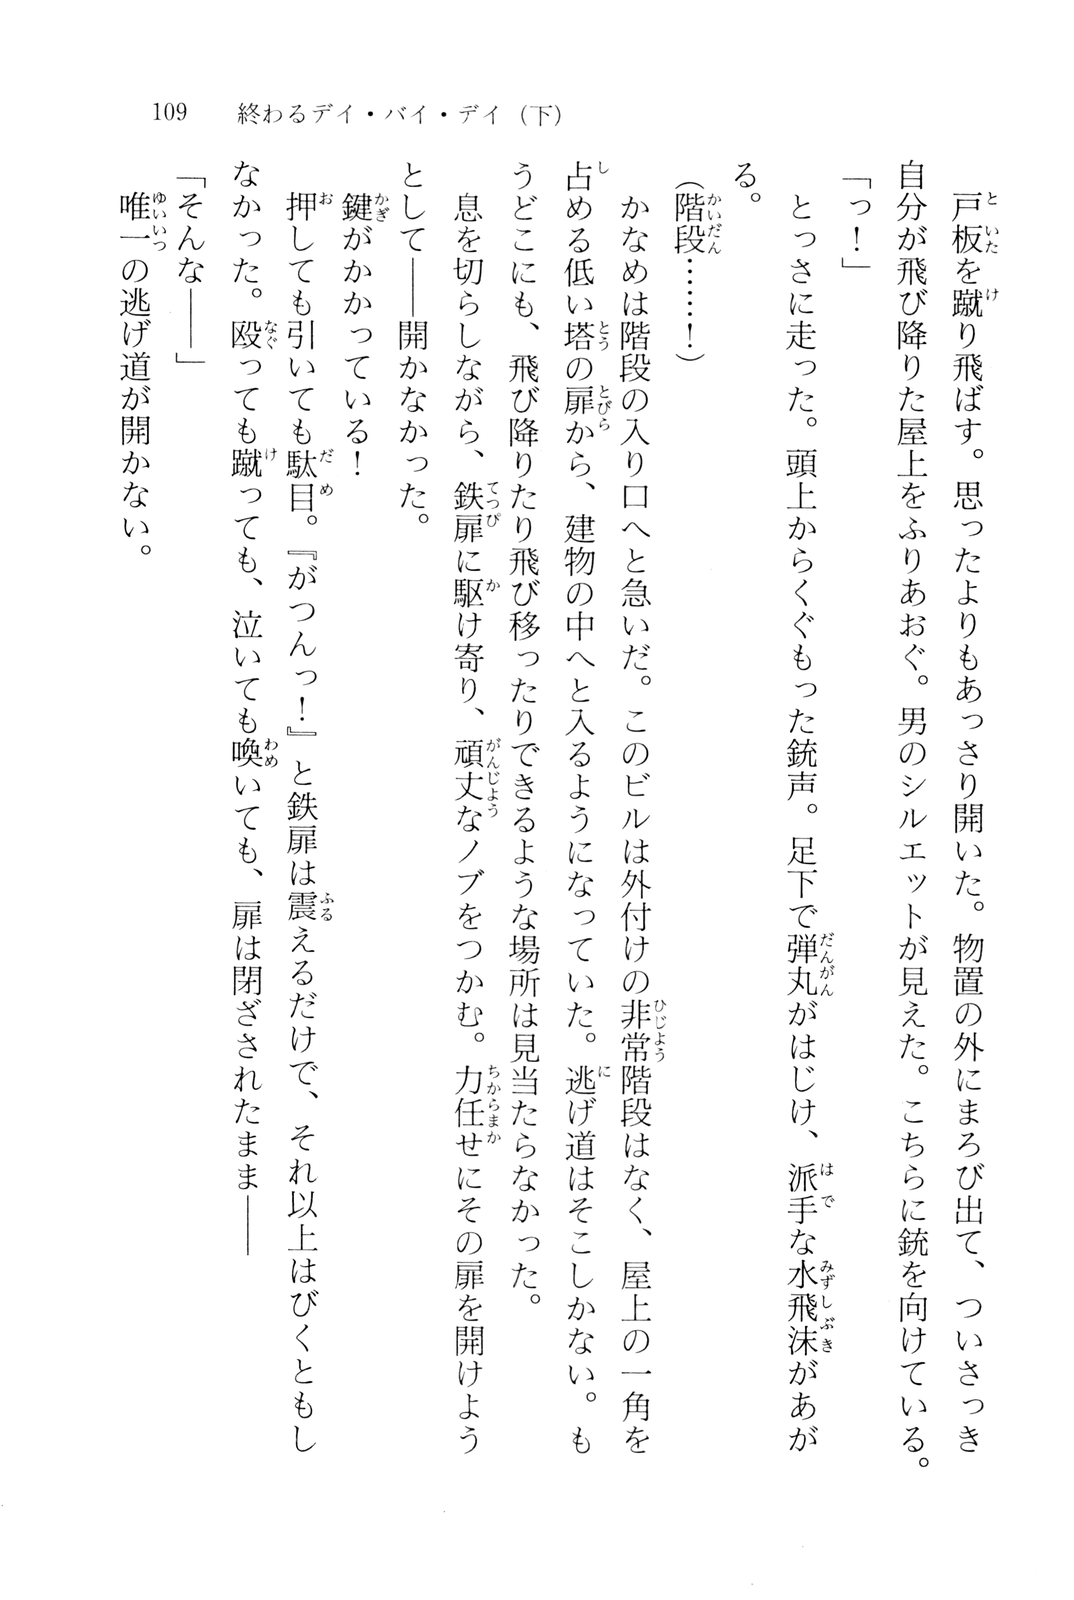 109　終わるデイ・バイ・デイ（下）
戸板を蹴り飛ばす。思ったよりもあっさり開いた。物置の外にまろび出て、ついさっき
自分が飛び降りた屋上をふりあおぐ。男のシルエットが見えた。こちらに銃を向けている。
「っ！」
とっさに走った。頭上からくぐもった銃声。足下で弾丸がはじけ、派手な水飛沫があが
る。
（階段……！）
かなめは階段の入り口へと急いだ。このビルは外付けの非常階段はなく、屋上の一角を
占める低い塔の扉から、建物の中へと入るようになっていた。逃げ道はそこしかない。も
うどこにも、飛び降りたり飛び移ったりできるような場所は見当たらなかった。
息を切らしながら、鉄扉に駆け寄り、頑丈なノブをつかむ。力任せにその扉を開けよう
として――開かなかった。
鍵がかかっている！
押しても引いても駄目。『がつんっ！』と鉄扉は震えるだけで、それ以上はびくともし
なかった。殴っても蹴っても、泣いても喚いても、扉は閉ざされたまま――
「そんな――」
唯一の逃げ道が開かない。